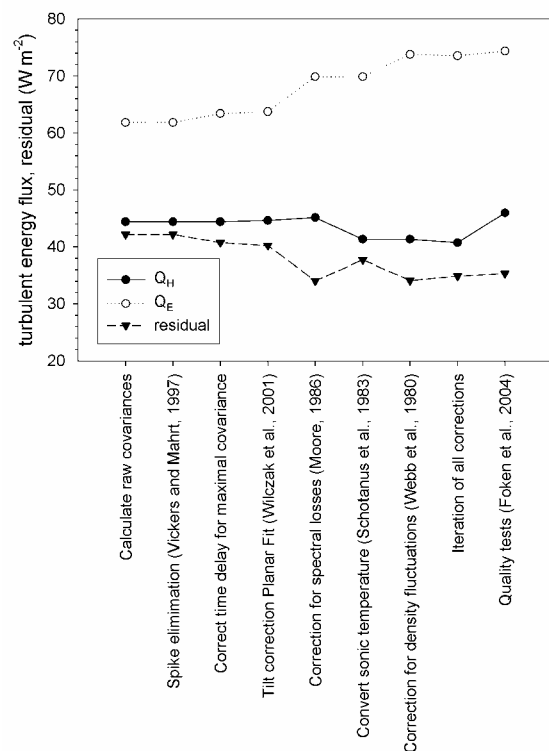 turbulent energy flux, residual (W m-2)
80
70
60
50
40
30
20
QH
QE
residual
Calculate raw covariances
Spike elimimation (Vickers and Mahrt, 1997)
Correct time delay for maximal covariance
Tilt correction Planar Fit (Wilczak et al., 2001)
Correction for spectral losses (Moore, 1986)
Convert sonic temperature (Schotanus et al., 1983)
Correction for density fluctuations (Webb et al., 1980)
Iteration of all corrections
Quality tests (Foken et al., 2004)